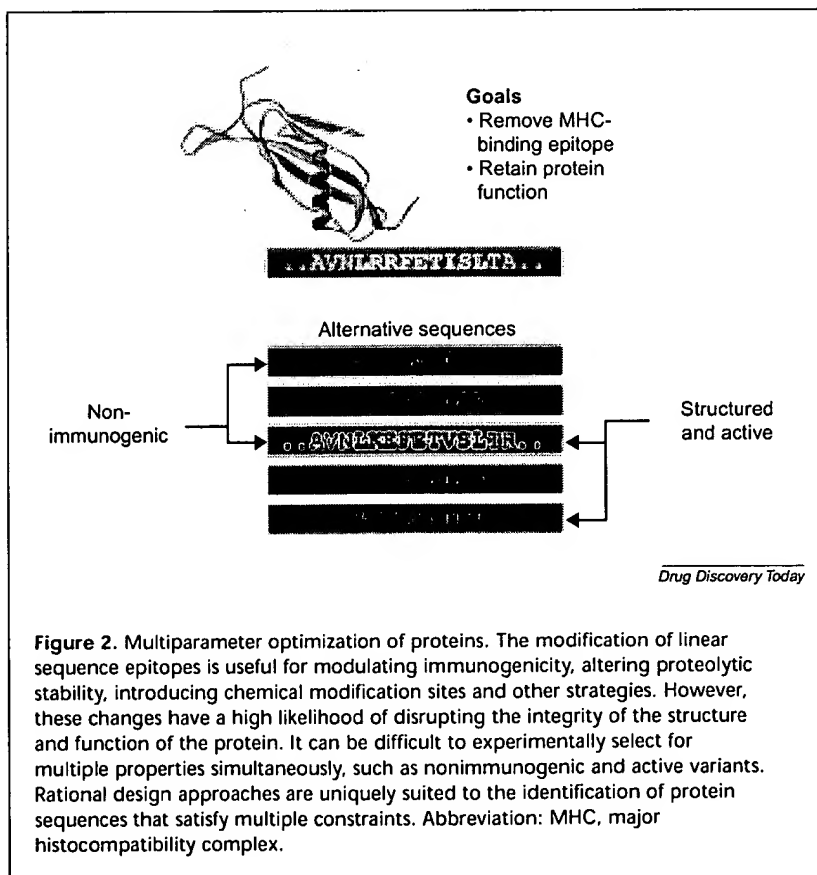 Goals
• Remove MHC-
binding epitope
• Retain protein
function
..AVNLRRFETISLTA..
Alternative sequences
Non-
immunogenic
Structured
and active
Drug Discovery Today
Figure 2. Multiparameter optimization of proteins. The modification of linear
sequence epitopes is useful for modulating immunogenicity, altering proteolytic
stability, introducing chemical modification sites and other strategies. However,
these changes have a high likelihood of disrupting the integrity of the structure
and function of the protein. It can be difficult to experimentally select for
multiple properties simultaneously, such as nonimmunogenic and active variants.
Rational design approaches are uniquely suited to the identification of protein
sequences that satisfy multiple constraints. Abbreviation: MHC, major
histocompatibility complex.